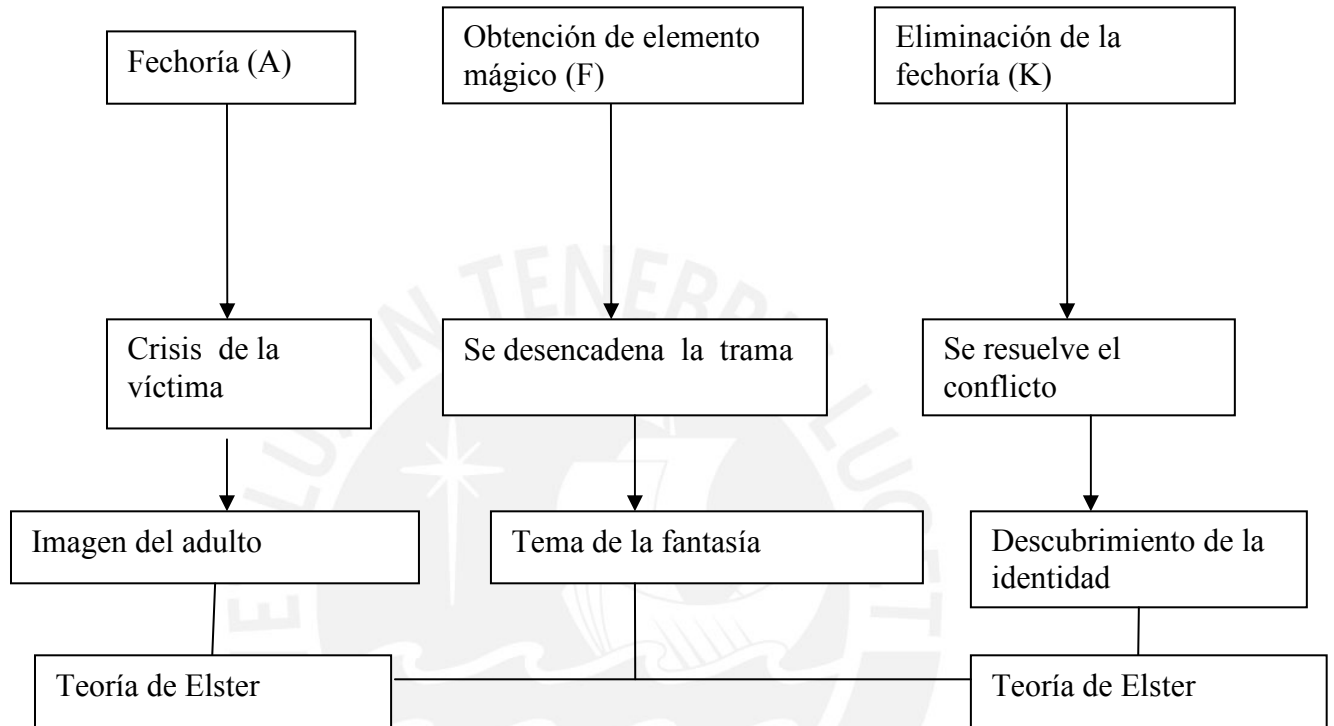 Fechoría (A)
Obtención de elemento
mágico (F)
Eliminación de la
fechoría (K)
Crisis de la
víctima
Se desencadena la trama
Se resuelve el
conflicto
Imagen del adulto
Tema de la fantasía
Descubrimiento de la
identidad
Teoría de Elster
Teoría de Elster